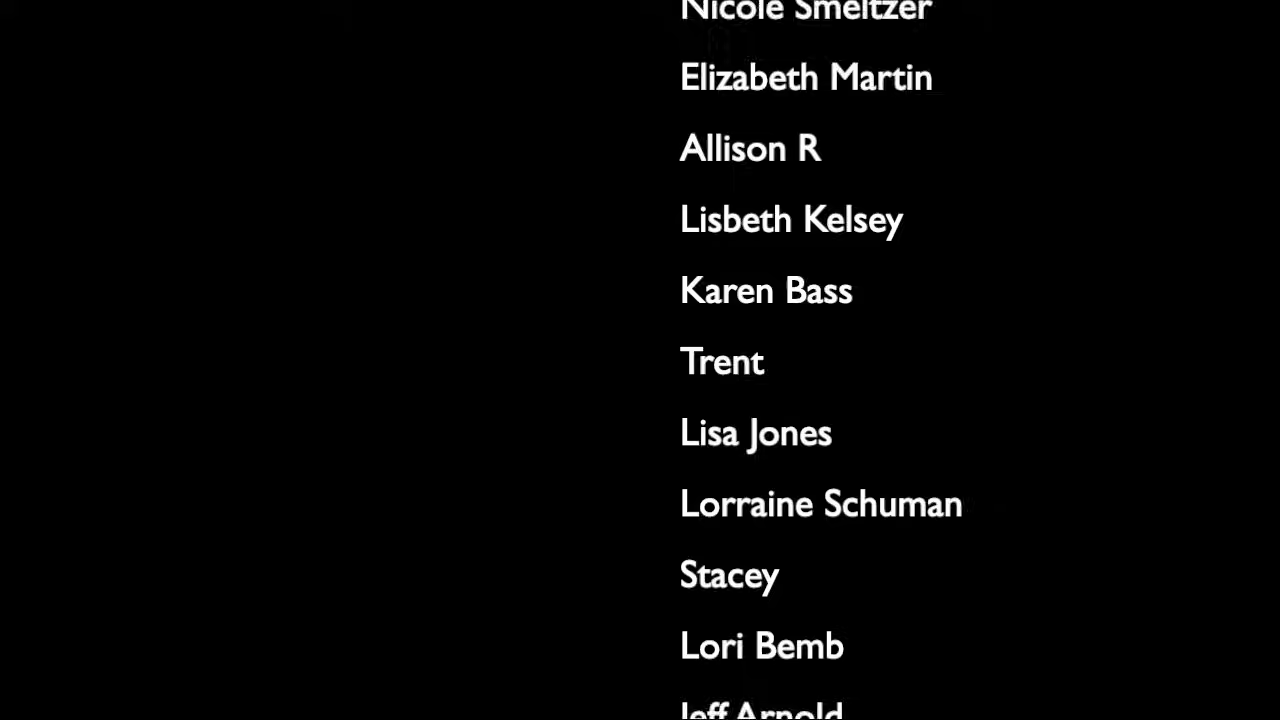 Nicole Smeltzer
Elizabeth Martin
Allison R
Lisbeth Kelsey
Karen Bass
Trent
Lisa Jones
Lorraine Schuman
Stacey
Lori Bemb
Jeff Arnold